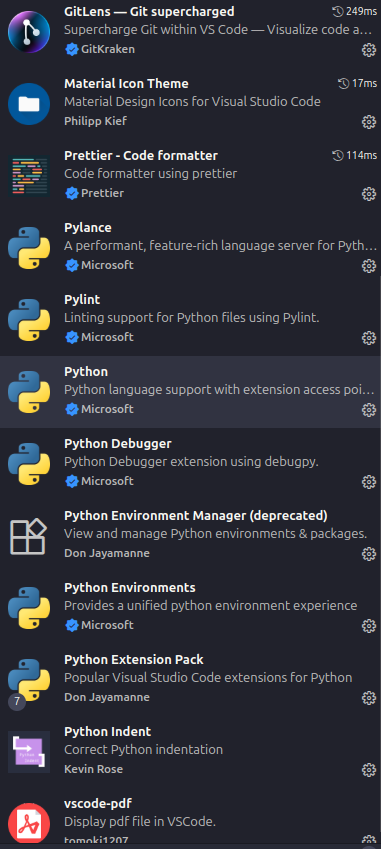 GitLens — Git supercharged 249ms
Supercharge Git within VS Code — Visualize code a...
GitKraken
Material Icon Theme 17ms
Material Design Icons for Visual Studio Code
Philipp Kief
Prettier - Code formatter 114ms
Code formatter using prettier
Prettier
Pylance
A performant, feature-rich language server for Pyth...
Microsoft
Pylint
Linting support for Python files using Pylint.
Microsoft
Python
Python language support with extension access poi...
Microsoft
Python Debugger
Python Debugger extension using debugpy.
Microsoft
Python Environment Manager (deprecated)
View and manage Python environments & packages.
Don Jayamanne
Python Environments
Provides a unified python environment experience
Microsoft
Python Extension Pack
Popular Visual Studio Code extensions for Python
7
Don Jayamanne
Python Indent
Correct Python indentation
Kevin Rose
vscode-pdf
Display pdf file in VSCode.
tomoki1207